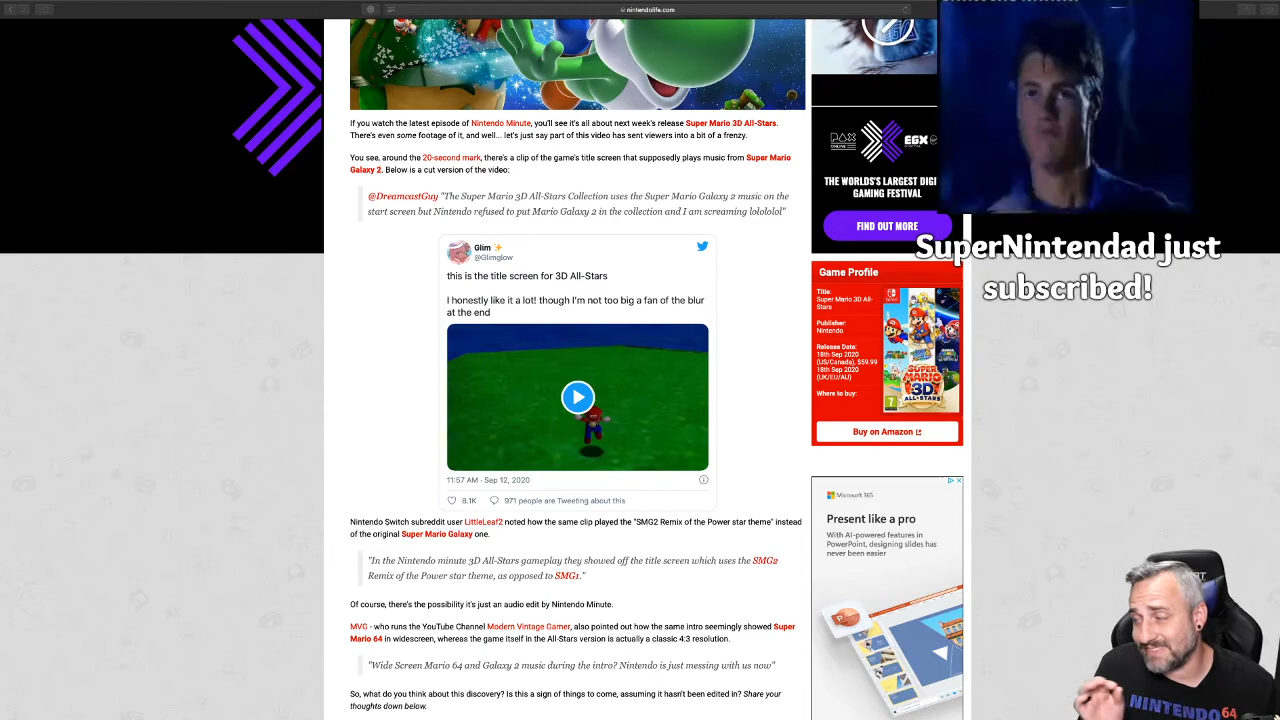 nintendolife.com
If you watch the latest episode of Nintendo Minute, you'll see it's all about next week's release Super Mario 3D All-Stars.
There's even some footage of it, and well... let's just say part of this video has sent viewers into a bit of a frenzy.
You see, around the 20-second mark, there's a clip of the game's title screen that supposedly plays music from Super Mario
Galaxy 2. Below is a cut version of the video:
@DreamcastGuy "The Super Mario 3D All-Stars Collection uses the Super Mario Galaxy 2 music on the
start screen but Nintendo refused to put Mario Galaxy 2 in the collection and I am screaming lolololol"
Glim ✨
@Glimglow
this is the title screen for 3D All-Stars
I honestly like it a lot! though I'm not too big a fan of the blur
at the end
11:57 AM · Sep 12, 2020
8.1K 971 people are Tweeting about this
Nintendo Switch subreddit user LittleLeaf2 noted how the same clip played the "SMG2 Remix of the Power star theme" instead
of the original Super Mario Galaxy one.
"In the Nintendo minute 3D All-Stars gameplay they showed off the title screen which uses the SMG2
Remix of the Power star theme, as opposed to SMG1."
Of course, there's the possibility it's just an audio edit by Nintendo Minute.
MVG - who runs the YouTube Channel Modern Vintage Gamer, also pointed out how the same intro seemingly showed Super
Mario 64 in widescreen, whereas the game itself in the All-Stars version is actually a classic 4:3 resolution.
"Wide Screen Mario 64 and Galaxy 2 music during the intro? Nintendo is just messing with us now"
So, what do you think about this discovery? Is this a sign of things to come, assuming it hasn't been edited in? Share your
thoughts down below.
PAX
ONLINE
EGX
DIGITAL
THE WORLD'S LARGEST DIGI
GAMING FESTIVAL
FIND OUT MORE
SuperNintendad just
subscribed!
Game Profile
Title:
Super Mario 3D All-
Stars
Publisher:
Nintendo
Release Date:
18th Sep 2020
(US/Canada), $59.99
18th Sep 2020
(UK/EU/AU)
Where to buy:
SUPER
MARIO
3D
ALL-STARS
7
Buy on Amazon
Microsoft 365
Present like a pro
With AI-powered features in
PowerPoint, designing slides has
never been easier
NINTENDO 64